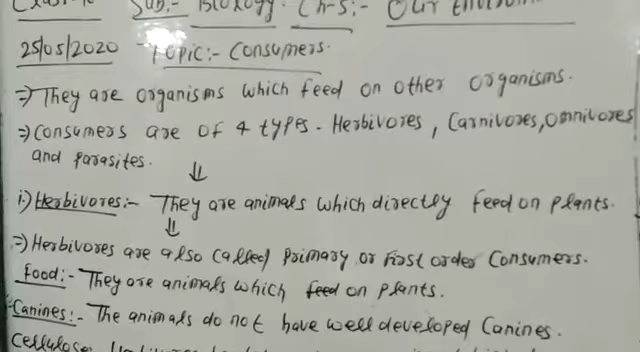 Sub:- Biology. Ch-5:- Our
25/05/2020 Topic:- Consumers.
⇒ They are organisms which feed on other organisms.
⇒ Consumers are of 4 types - Herbivores, Carnivores, omnivores
and parasites.
i.) Herbivores:- They are animals which directly feed on plants.
⇒ Herbivores are also called primary or first order consumers.
Food:- They are animals which feed on plants.
Canines:- The animals do not have well developed Canines.
Cellulose: